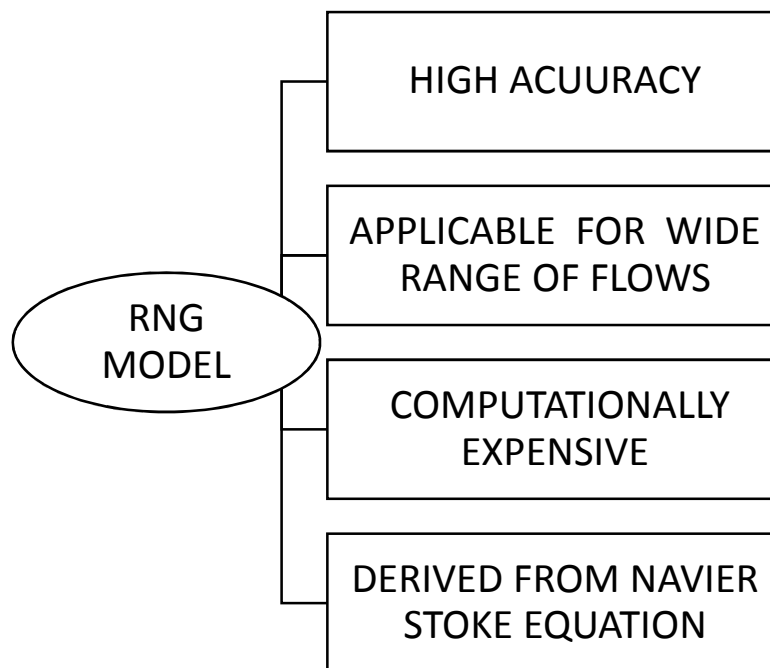 HIGH ACUURACY
APPLICABLE FOR WIDE
RANGE OF FLOWS
RNG
MODEL
COMPUTATIONALLY
EXPENSIVE
DERIVED FROM NAVIER
STOKE EQUATION